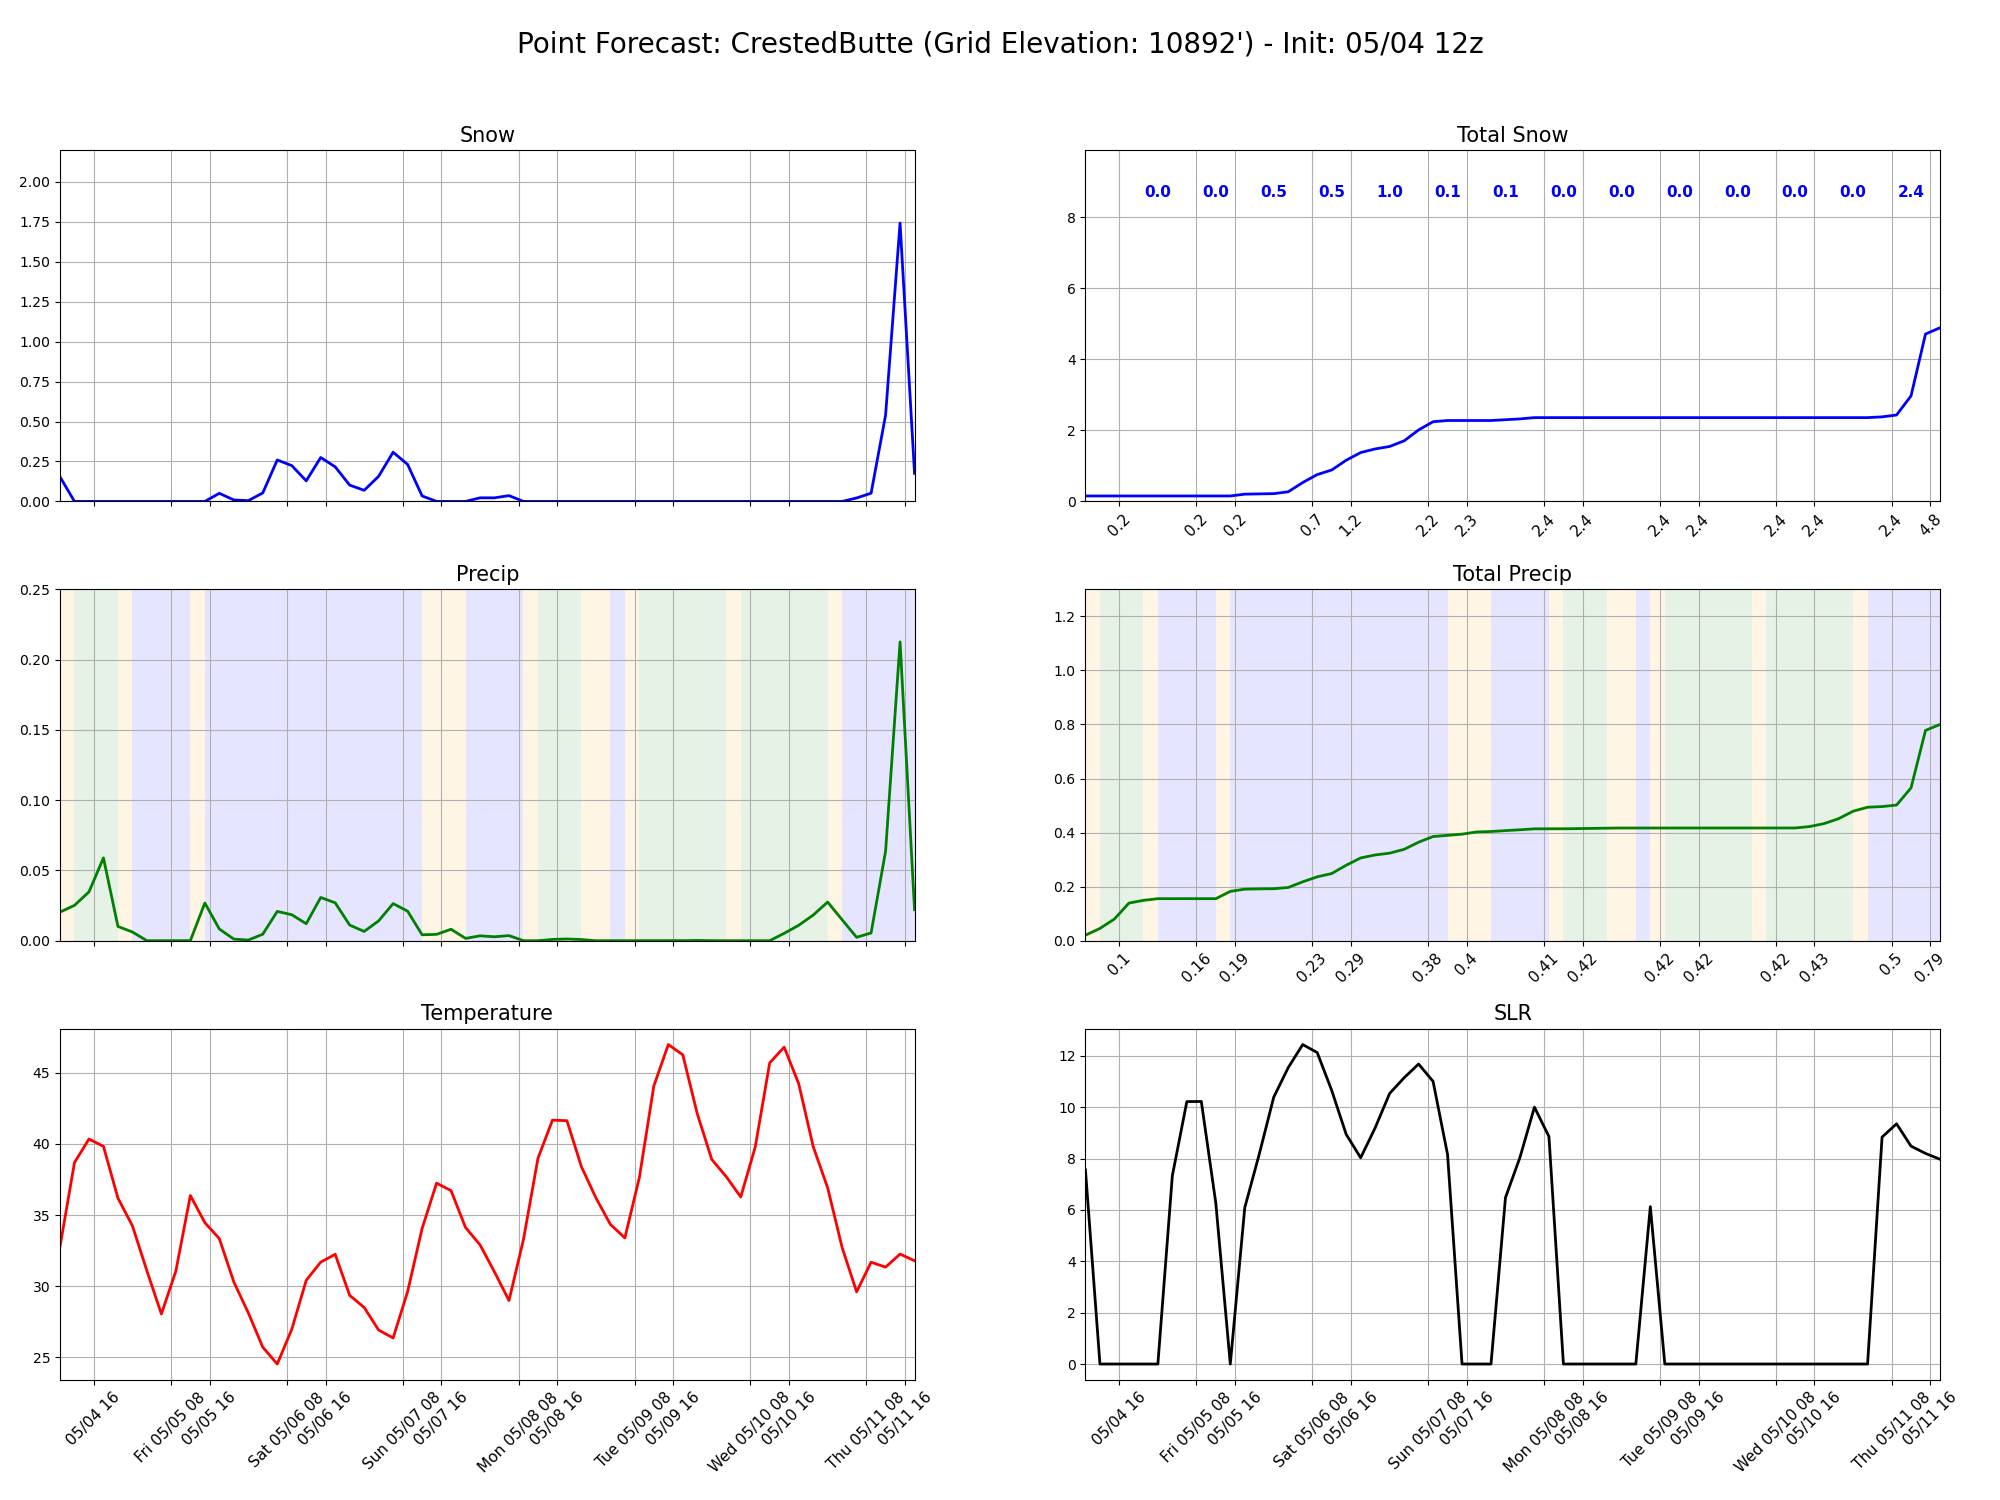 Point Forecast: CrestedButte (Grid Elevation: 10892') - Init: 05/04 12z
Snow
2.00
1.75
1.50
1.25
1.00
0.75
0.50
0.25
0.00
Total Snow
0.0 0.0 0.5 0.5 1.0 0.1 0.1 0.0 0.0 0.0 0.0 0.0 0.0 2.4
8
6
4
2
0
0.2 0.2 0.2 0.7 1.2 2.2 2.3 2.4 2.4 2.4 2.4 2.4 2.4 2.4 4.8
Precip
0.25
0.20
0.15
0.10
0.05
0.00
Total Precip
1.2
1.0
0.8
0.6
0.4
0.2
0.0
0.1 0.16 0.19 0.23 0.29 0.38 0.4 0.41 0.42 0.42 0.42 0.42 0.43 0.5 0.79
Temperature
45
40
35
30
25
05/04 16
Fri 05/05 08
05/05 16
Sat 05/06 08
05/06 16
Sun 05/07 08
05/07 16
Mon 05/08 08
05/08 16
Tue 05/09 08
05/09 16
Wed 05/10 08
05/10 16
Thu 05/11 08
05/11 16
SLR
12
10
8
6
4
2
0
05/04 16
Fri 05/05 08
05/05 16
Sat 05/06 08
05/06 16
Sun 05/07 08
05/07 16
Mon 05/08 08
05/08 16
Tue 05/09 08
05/09 16
Wed 05/10 08
05/10 16
Thu 05/11 08
05/11 16